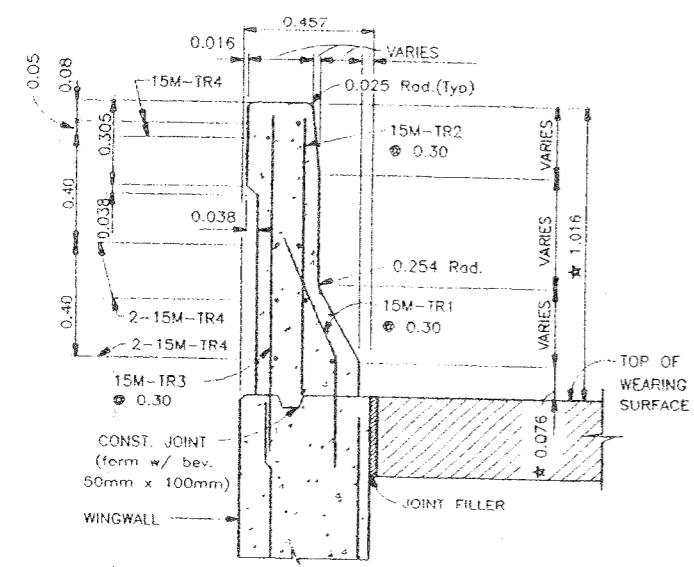 0.457
0.016
VARIES
0.05
0.08
15M-TR4
0.025 Rad.(Typ)
0.305
15M-TR2
@ 0.30
VARIES
0.40
0.038
0.038
VARIES
☆ 1.016
0.254 Rad.
0.40
2-15M-TR4
15M-TR1
@ 0.30
VARIES
2-15M-TR4
15M-TR3
@ 0.30
TOP OF
WEARING
SURFACE
CONST. JOINT
(form w/ bev.
50mm x 100mm)
☆ 0.076
JOINT FILLER
WINGWALL